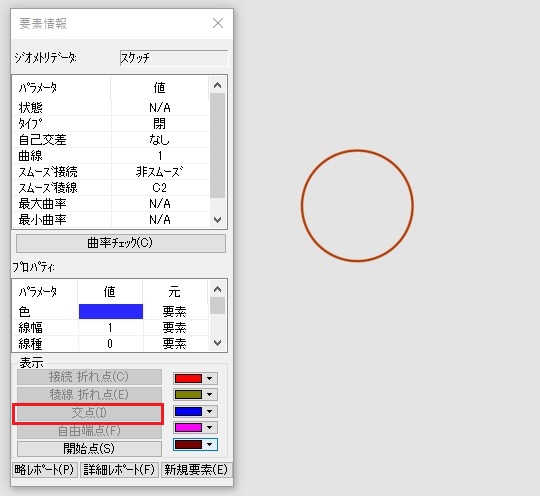 要素情報
ジオメトリデータ: スケッチ
パラメータ 値
状態 N/A
タイプ 閉
自己交差 なし
曲線 1
スムーズ接続 非スムーズ
スムーズ稜線 C2
最大曲率 N/A
最小曲率 N/A
曲率チェック(C)
プロパティ:
パラメータ 値 元
色 要素
線幅 1 要素
線種 0 要素
表示
接続 折れ点(C)
稜線 折れ点(E)
交点(I)
自由端点(F)
開始点(S)
略レポート(P) 詳細レポート(F) 新規要素(E)